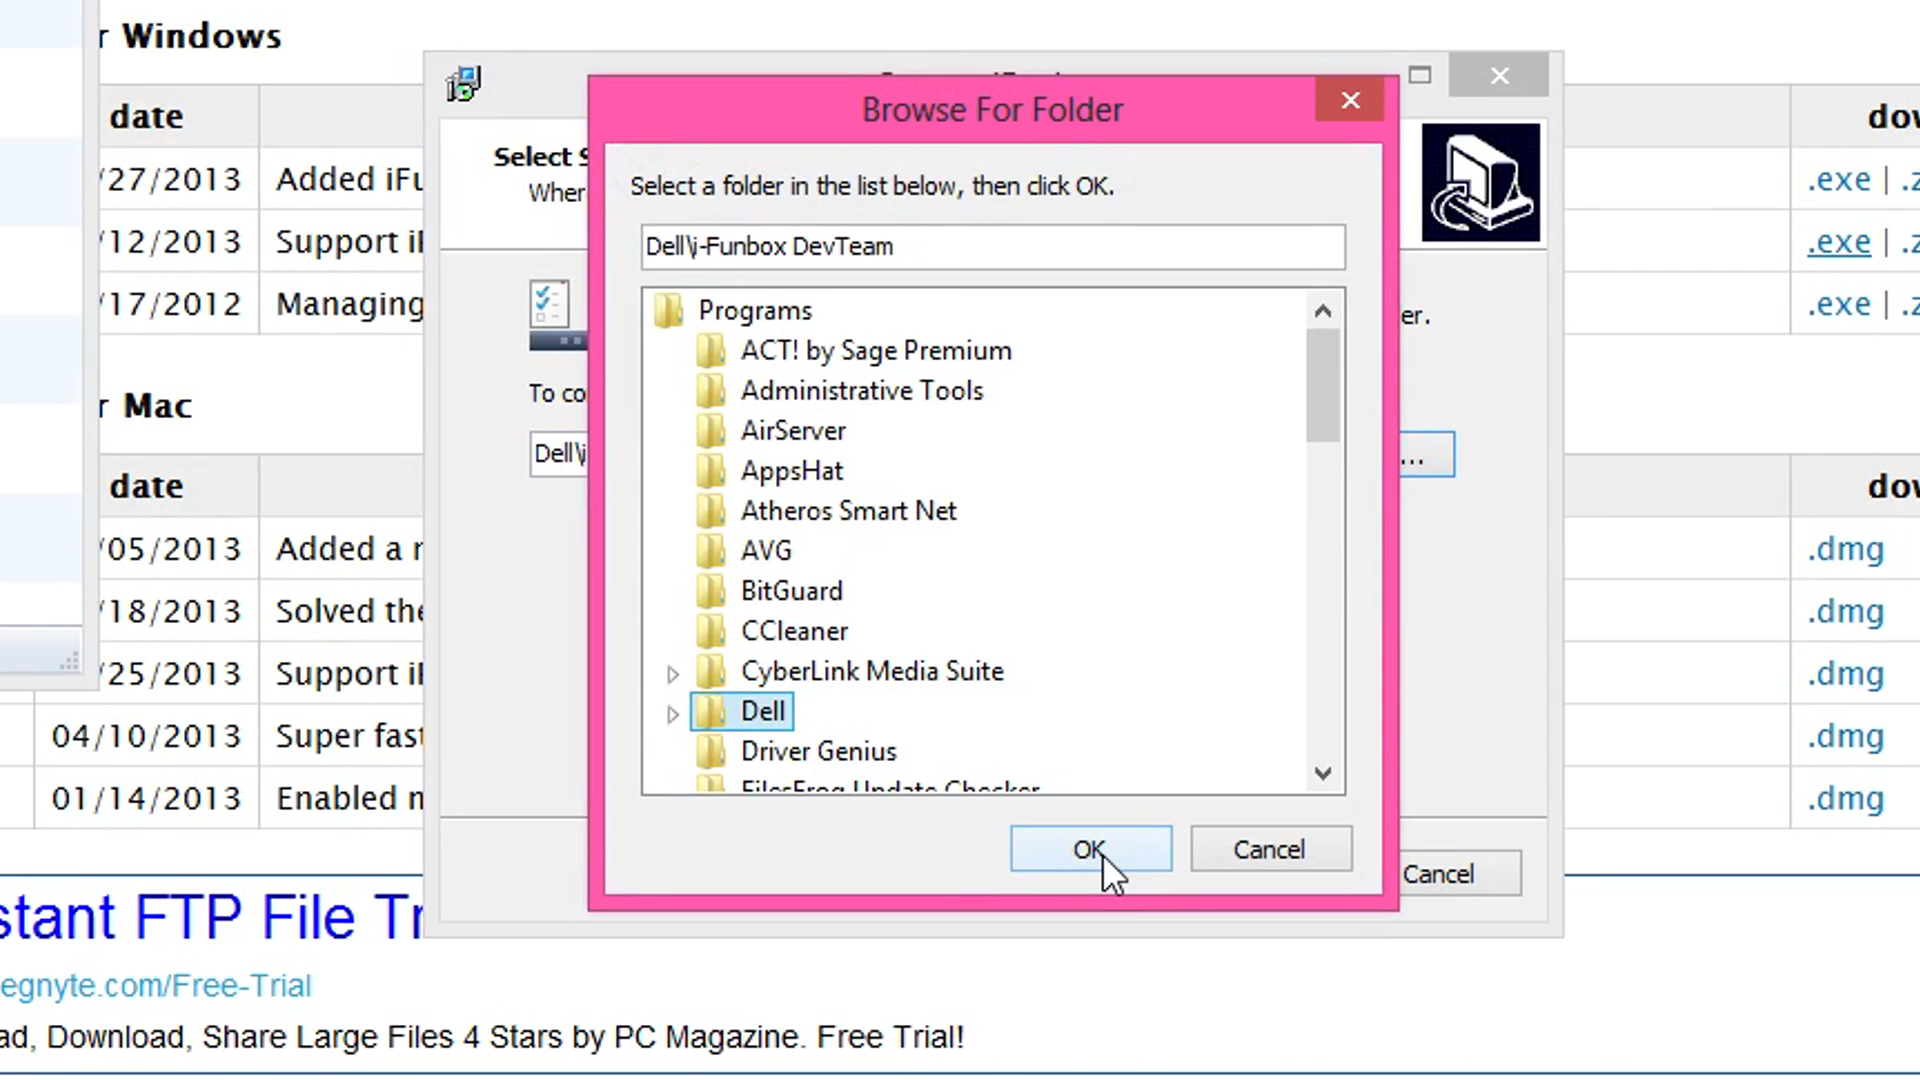 r Windows
date
/27/2013 Added iFu
/12/2013 Support i
/17/2012 Managing
r Mac
date
/05/2013 Added a
/18/2013 Solved the
/25/2013 Support i
04/10/2013 Super fast
01/14/2013 Enabled
Select S
Wher
To co
Dell\i
Browse For Folder
Select a folder in the list below, then click OK.
Dell\i-Funbox DevTeam
Programs
ACT! by Sage Premium
Administrative Tools
AirServer
AppsHat
Atheros Smart Net
AVG
BitGuard
CCleaner
CyberLink Media Suite
Dell
Driver Genius
FilesFrog Update Checker
OK
Cancel
er.
...
Cancel
dow
.exe | .z
.exe | .z
.exe | .z
dow
.dmg
.dmg
.dmg
.dmg
.dmg
stant FTP File Tr
egnyte.com/Free-Trial
ad, Download, Share Large Files 4 Stars by PC Magazine. Free Trial!